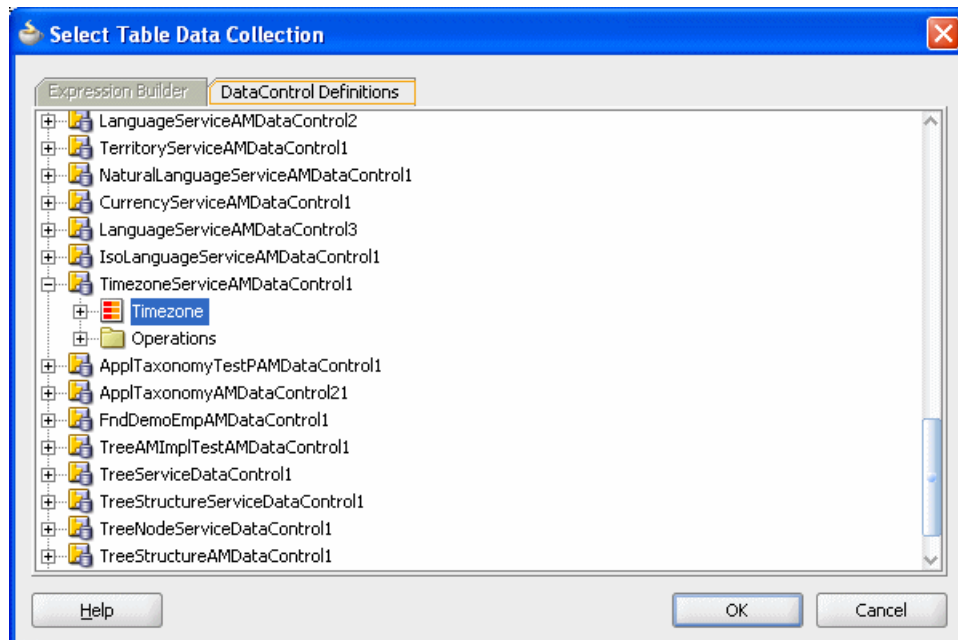 Select Table Data Collection
Expression Builder
DataControl Definitions
LanguageServiceAMDataControl2
TerritoryServiceAMDataControl1
NaturalLanguageServiceAMDataControl1
CurrencyServiceAMDataControl1
LanguageServiceAMDataControl3
IsoLanguageServiceAMDataControl1
TimezoneServiceAMDataControl1
Timezone
Operations
ApplTaxonomyTestPAMDataControl1
ApplTaxonomyAMDataControl21
FndDemoEmpAMDataControl1
TreeAMImplTestAMDataControl1
TreeServiceDataControl1
TreeStructureServiceDataControl1
TreeNodeServiceDataControl1
TreeStructureAMDataControl1
Help
OK
Cancel